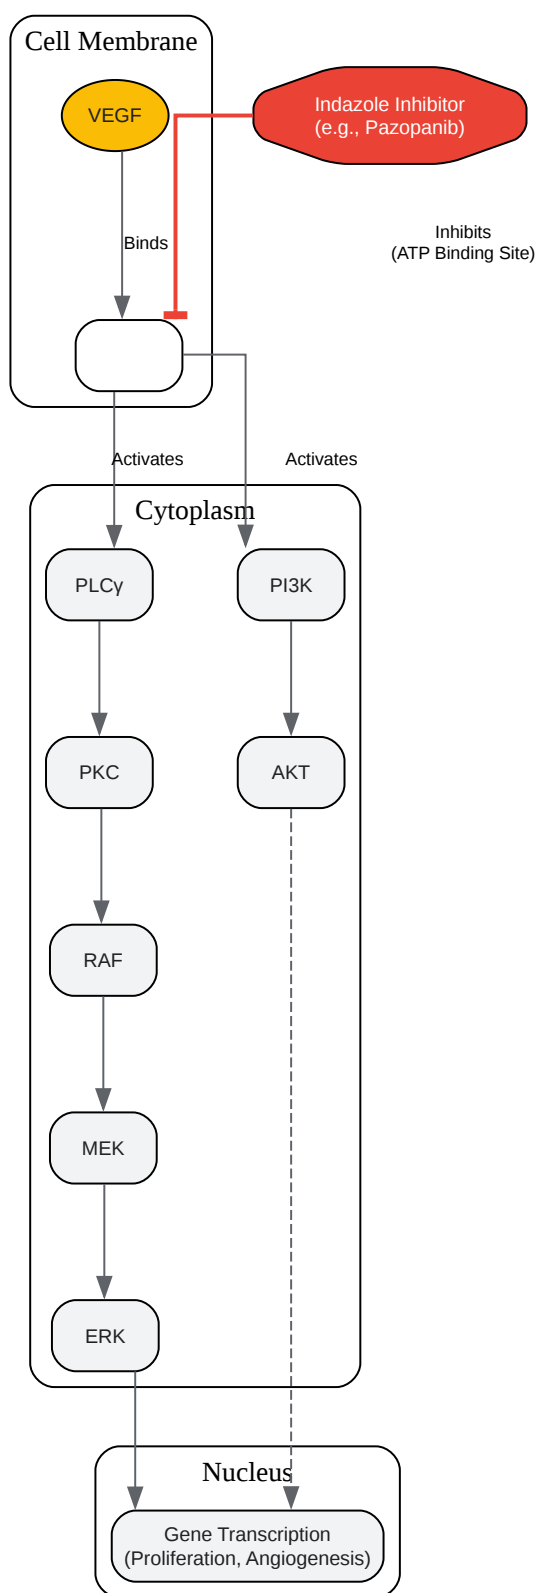 Cell Membrane
VEGF
Indazole Inhibitor
(e.g., Pazopanib)
Binds
Inhibits
(ATP Binding Site)
Activates
Activates
Cytoplasm
PLCγ
PI3K
PKC
AKT
RAF
MEK
ERK
Nucleus
Gene Transcription
(Proliferation, Angiogenesis)